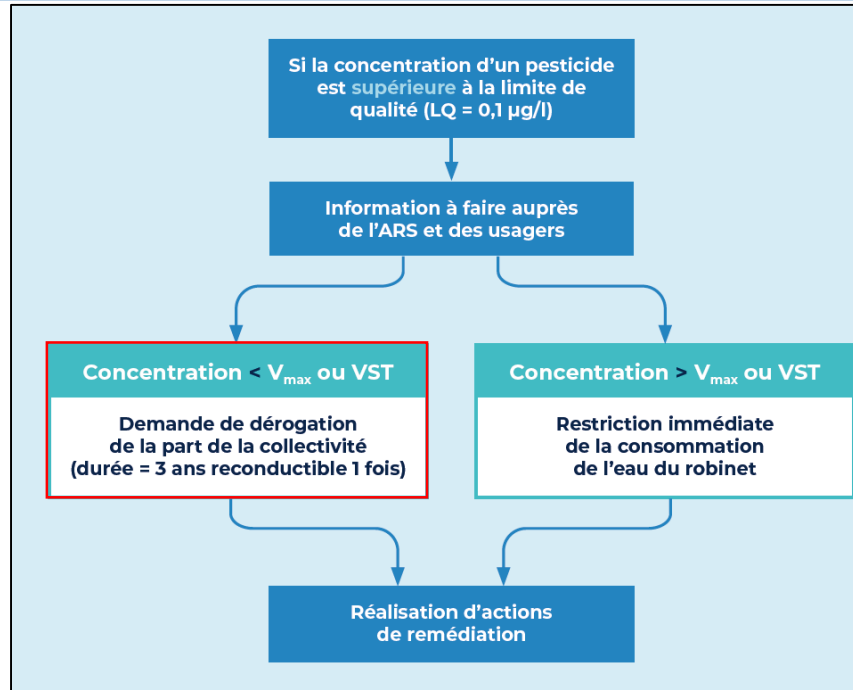 Si la concentration d'un pesticide
est supérieure à la limite de
qualité (LQ = 0,1 µg/l)
Information à faire auprès
de l'ARS et des usagers
Concentration < Vmax ou VST
Demande de dérogation
de la part de la collectivité
(durée = 3 ans reconductible 1 fois)
Concentration > Vmax ou VST
Restriction immédiate
de la consommation
de l'eau du robinet
Réalisation d'actions
de remédiation